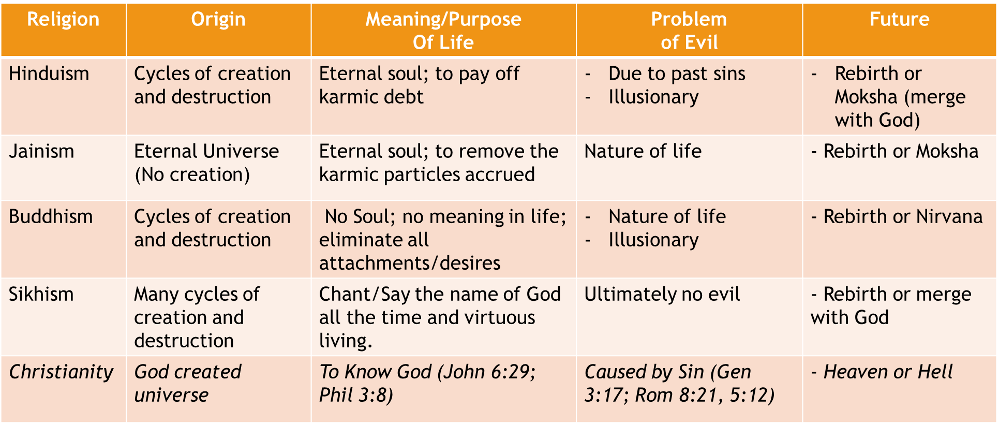 Religion
Origin
Meaning/Purpose
Of Life
Problem
of Evil
Future
Hinduism
Cycles of creation
and destruction
Eternal soul; to pay off
karmic debt
- Due to past sins
- Illusionary
- Rebirth or
Moksha (merge
with God)
Jainism
Eternal Universe
(No creation)
Eternal soul; to remove the
karmic particles accrued
Nature of life
- Rebirth or Moksha
Buddhism
Cycles of creation
and destruction
No Soul; no meaning in life;
eliminate all
attachments/desires
- Nature of life
- Illusionary
- Rebirth or Nirvana
Sikhism
Many cycles of
creation and
destruction
Chant/Say the name of God
all the time and virtuous
living.
Ultimately no evil
- Rebirth or merge
with God
Christianity
God created
universe
To Know God (John 6:29;
Phil 3:8)
Caused by Sin (Gen
3:17; Rom 8:21, 5:12)
- Heaven or Hell